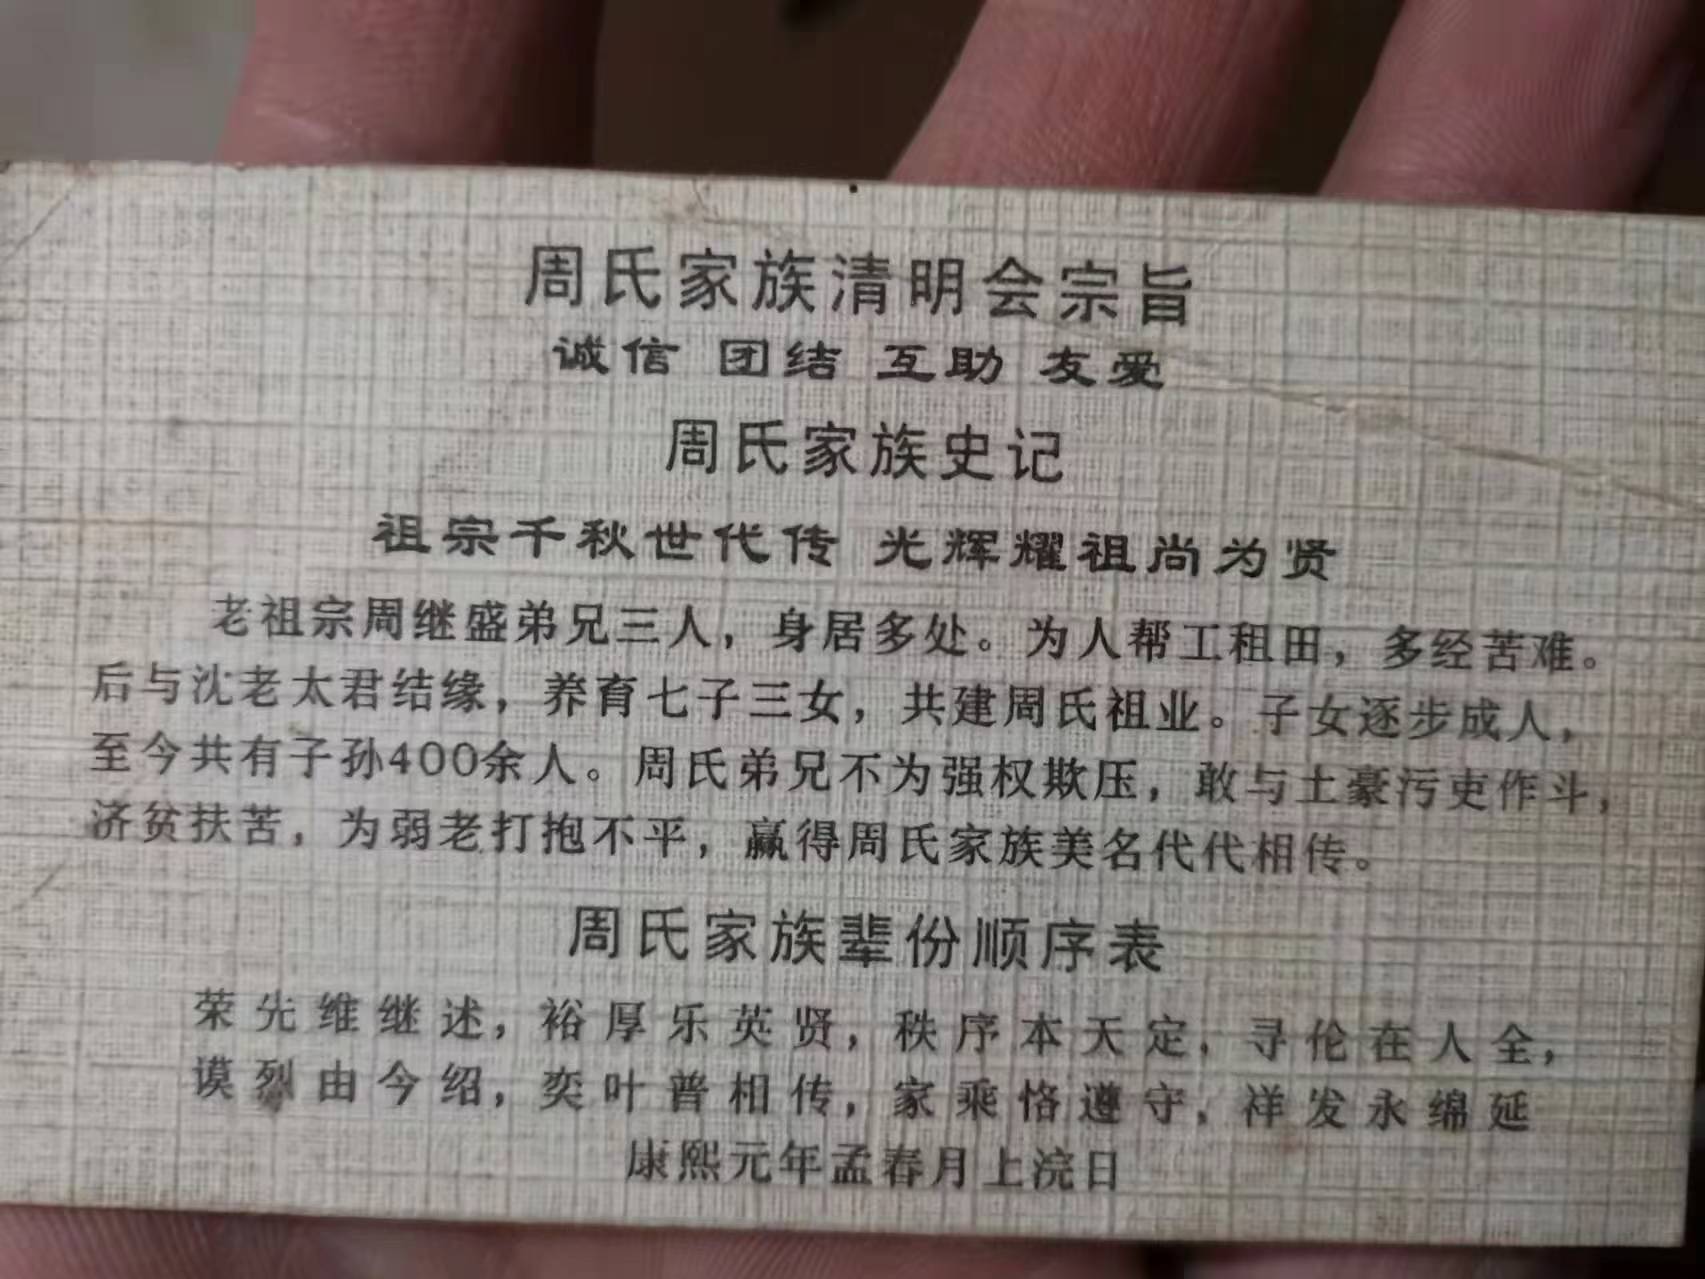 周氏家族清明会宗旨
诚信 团结 互助 友爱
周氏家族史记
祖宗千秋世代传 光辉耀祖尚为贤
老祖宗周继盛弟兄三人，身居多处。为人帮工租田，多经苦难。
后与沈老太君结缘，养育七子三女，共建周氏祖业。子女逐步成人，
至今共有子孙400余人。周氏弟兄不为强权欺压，敢与土豪污吏作斗，
济贫扶苦，为弱老打抱不平，赢得周氏家族美名代代相传。
周氏家族辈份顺序表
荣先维继述，裕厚乐英贤，秩序本天定，寻伦在人全，
谟烈由今绍，奕叶普相传，家乘恪遵守，祥发永绵延
康熙元年孟春月上浣日